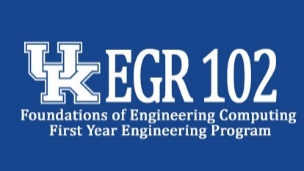 UK EGR 102
Foundations of Engineering Computing
First Year Engineering Program